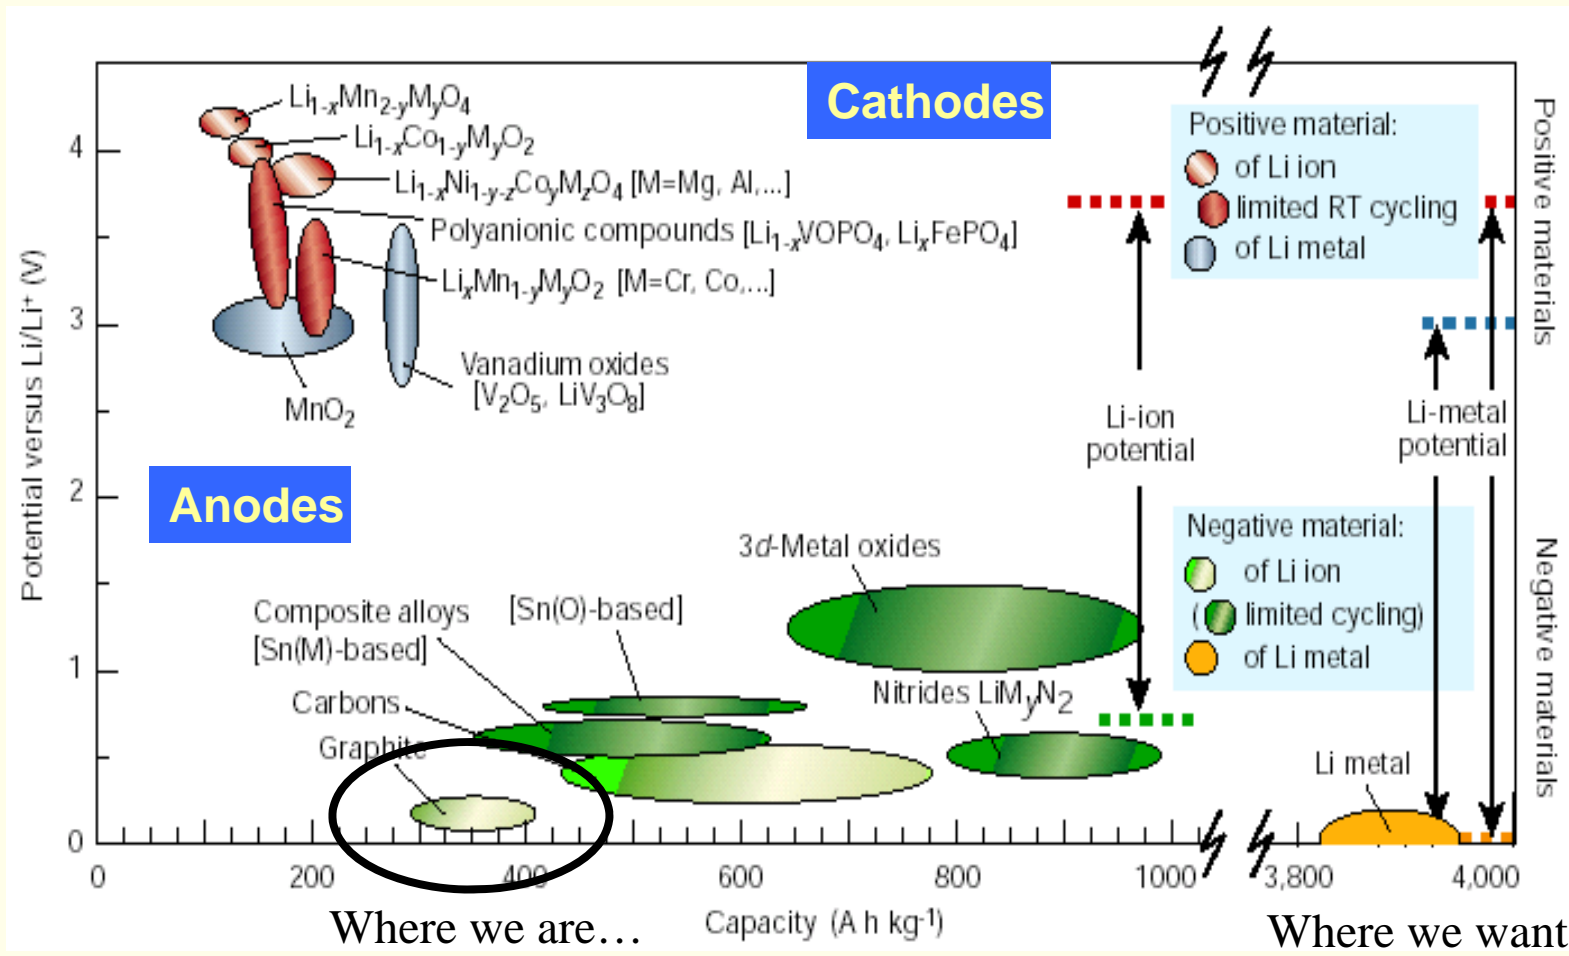 Cathodes
Li1-xMn2-yMyO4
Li1-xCo1-yMyO2
Li1-xNi1-y-zCoyMzO4 [M=Mg, Al,...]
Polyanionic compounds [Li1-xVOPO4, LixFePO4]
LixMn1-yMyO2 [M=Cr, Co,...]
Vanadium oxides
[V2O5, LiV3O8]
MnO2
Positive material:
of Li ion
limited RT cycling
of Li metal
Positive materials
Li-ion
potential
Li-metal
potential
Anodes
Negative material:
of Li ion
( limited cycling)
of Li metal
Negative materials
3d-Metal oxides
[Sn(O)-based]
Composite alloys
[Sn(M)-based]
Carbons
Graphite
Nitrides LiMyN2
Li metal
Potential versus Li/Li+ (V)
4
3
2
1
0
0 200 400 600 800 1000 3,800 4,000
Capacity (A h kg-1)
Where we are…
Where we want